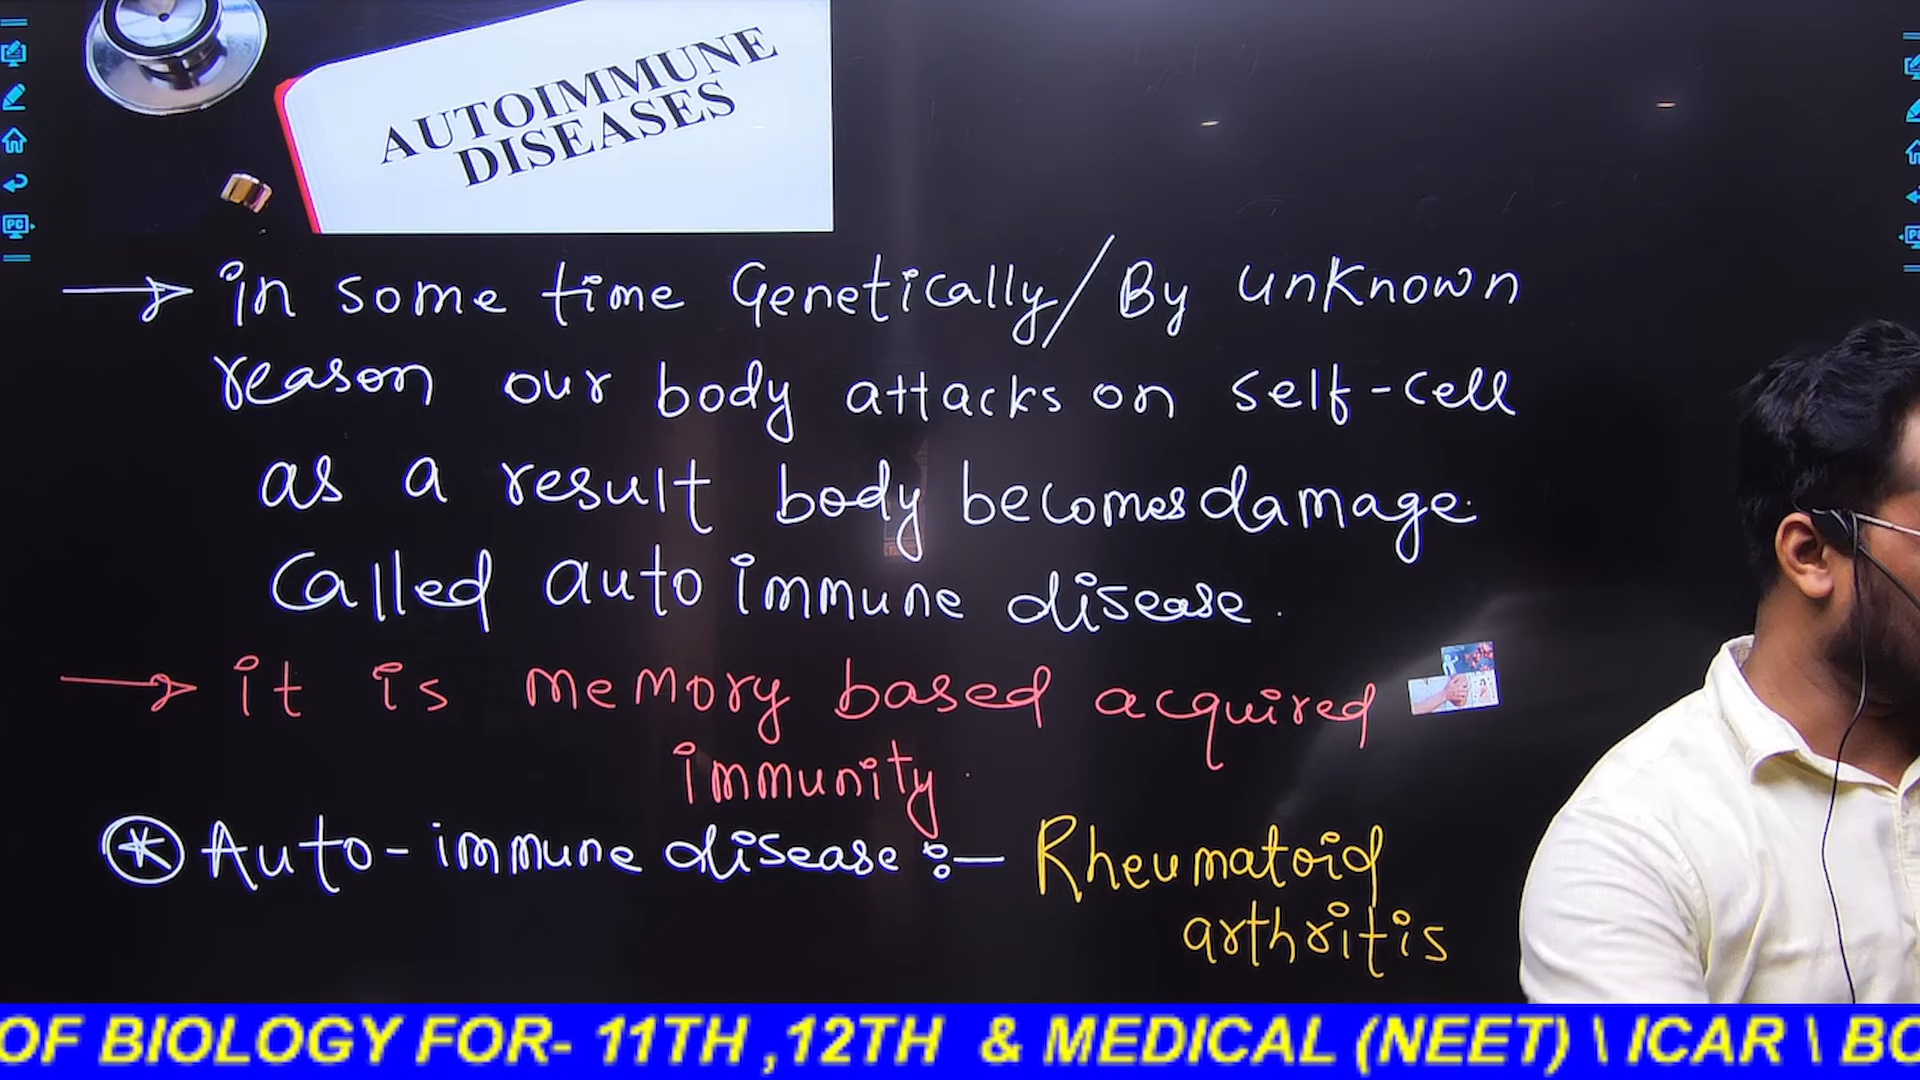 AUTOIMMUNE
DISEASES
in some time Genetically/By unknown
reason our body attacks on self-cell
as a result body becomes damage.
Called auto immune disease.
it is memory based acquired
immunity.
* Auto-immune disease :- Rheumatoid
arthritis
OF BIOLOGY FOR- 11TH ,12TH & MEDICAL (NEET) \ ICAR \
PC